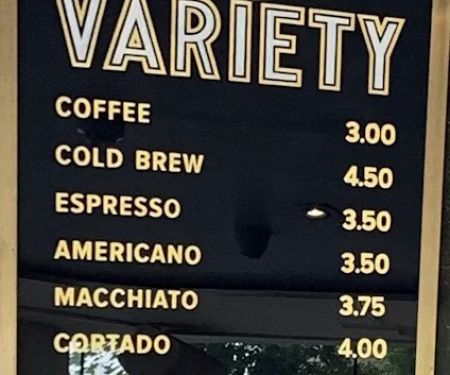 VARIETY
COFFEE 3.00
COLD BREW 4.50
ESPRESSO 3.50
AMERICANO 3.50
MACCHIATO 3.75
CORTADO 4.00